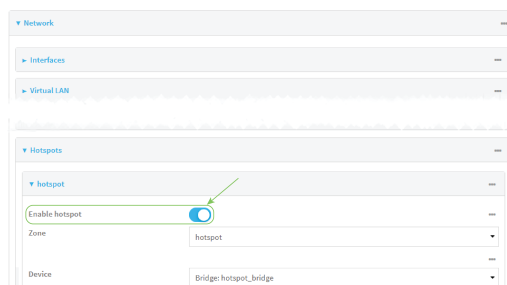 Network
Interfaces
Virtual LAN
Hotspots
hotspot
Enable hotspot
Zone
hotspot
Device
Bridge: hotspot_bridge